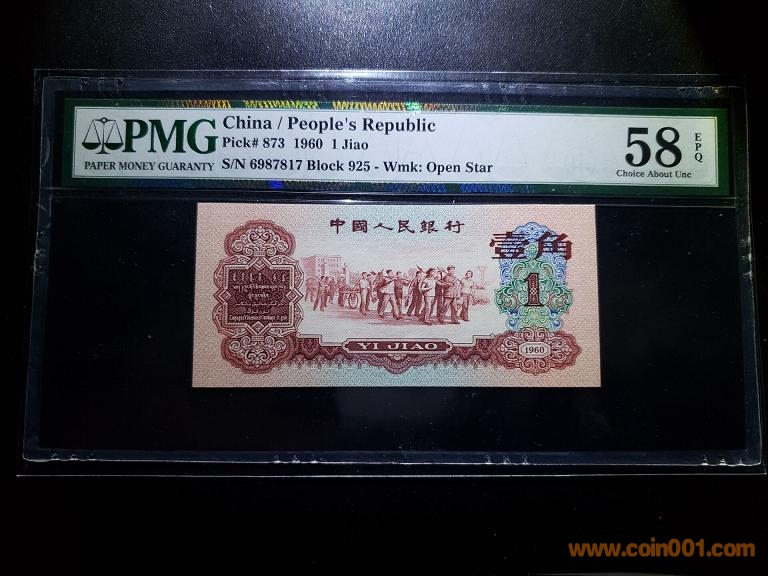 PMG
PAPER MONEY GUARANTY
China / People's Republic
Pick# 873 1960 1 Jiao
S/N 6987817 Block 925 - Wmk: Open Star
58
EPQ
Choice About Unc
中國人民銀行
壹角
1
YI JIAO
1960
www.coin001.com